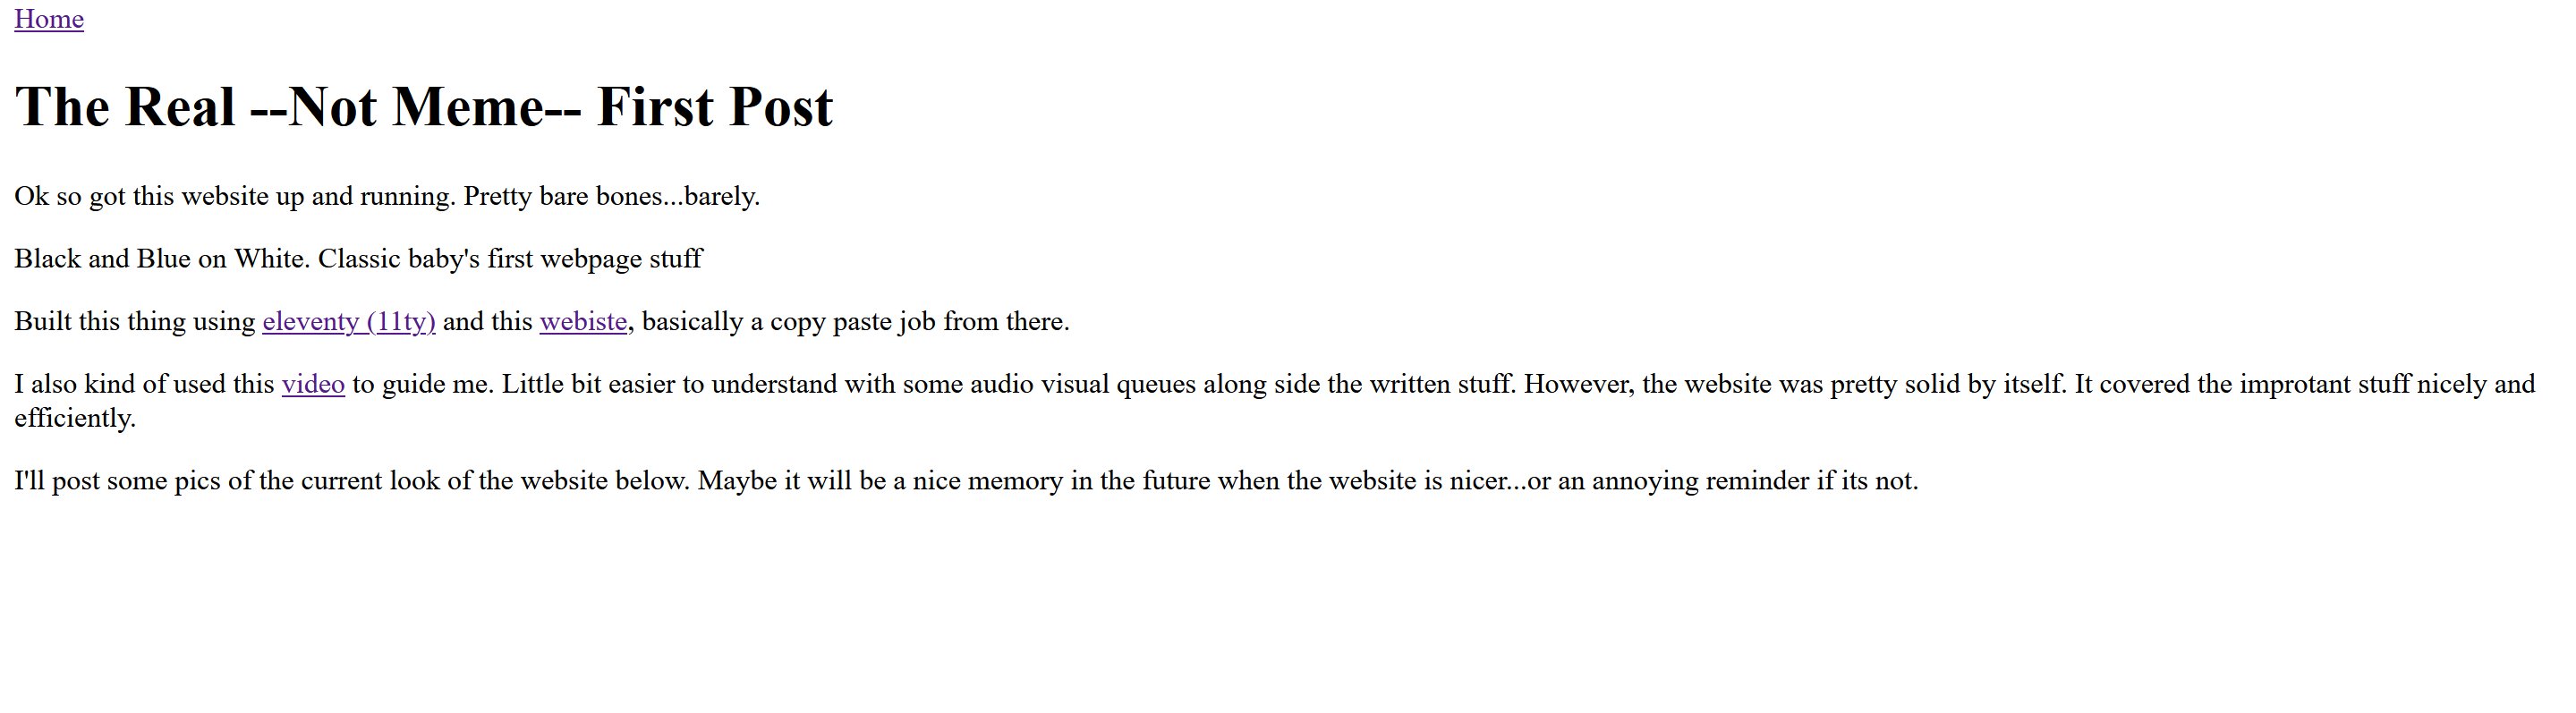 Home
The Real --Not Meme-- First Post
Ok so got this website up and running. Pretty bare bones...barely.
Black and Blue on White. Classic baby's first webpage stuff
Built this thing using eleventy (11ty) and this webiste, basically a copy paste job from there.
I also kind of used this video to guide me. Little bit easier to understand with some audio visual queues along side the written stuff. However, the website was pretty solid by itself. It covered the improtant stuff nicely and
efficiently.
I'll post some pics of the current look of the website below. Maybe it will be a nice memory in the future when the website is nicer...or an annoying reminder if its not.